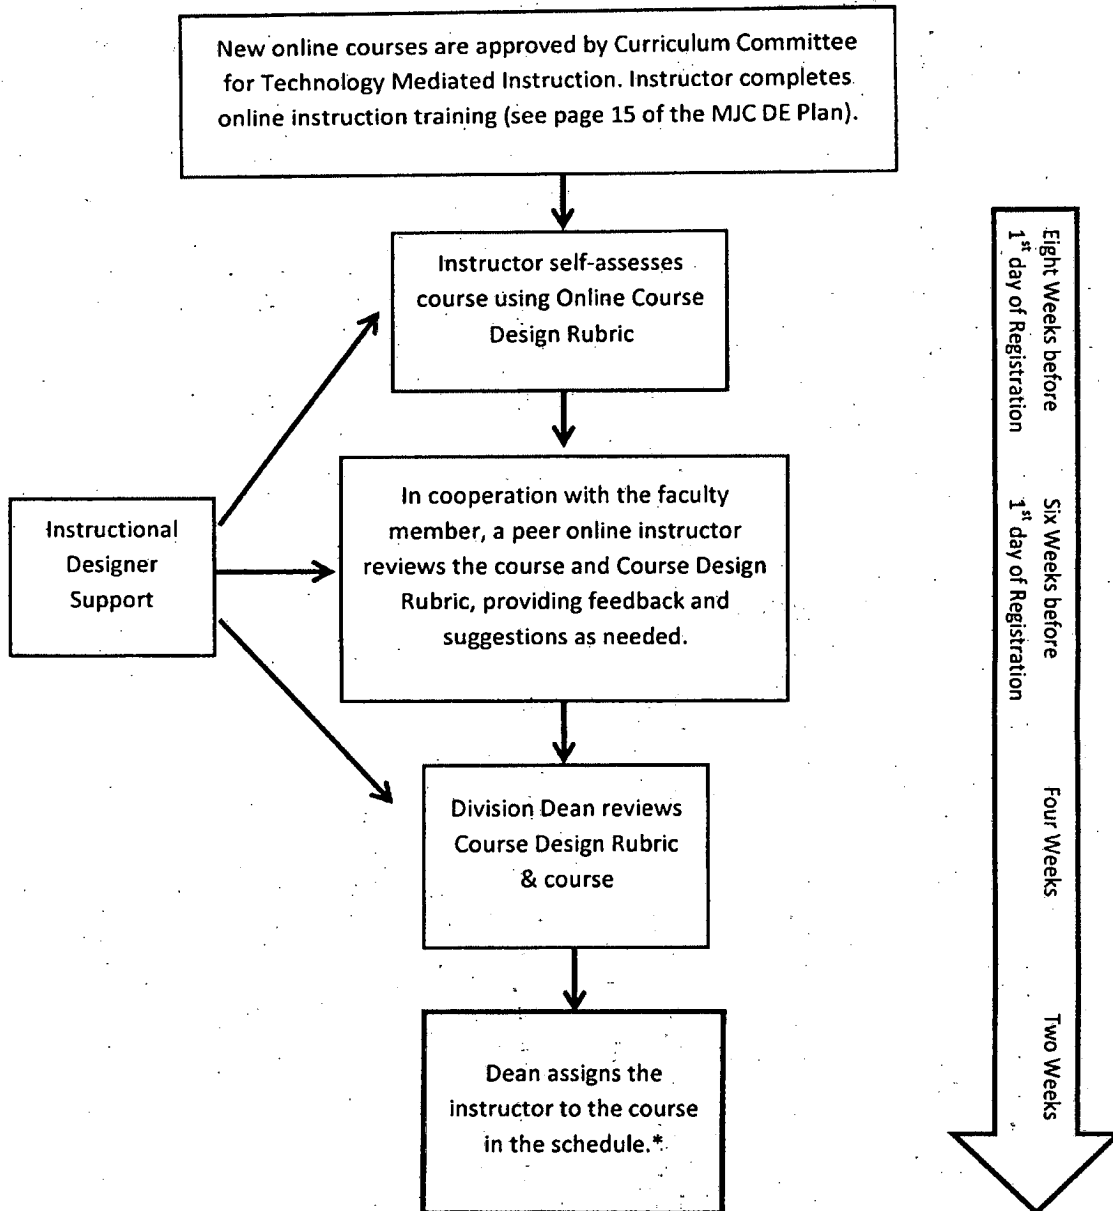 New online courses are approved by Curriculum Committee
for Technology Mediated Instruction. Instructor completes
online instruction training (see page 15 of the MJC DE Plan).
Instructor self-assesses
course using Online Course
Design Rubric
In cooperation with the faculty
member, a peer online instructor
reviews the course and Course Design
Rubric, providing feedback and
suggestions as needed.
Instructional
Designer
Support
Division Dean reviews
Course Design Rubric
& course
Dean assigns the
instructor to the course
in the schedule.*
Eight Weeks before
1st day of Registration
Six Weeks before
1st day of Registration
Four Weeks
Two Weeks